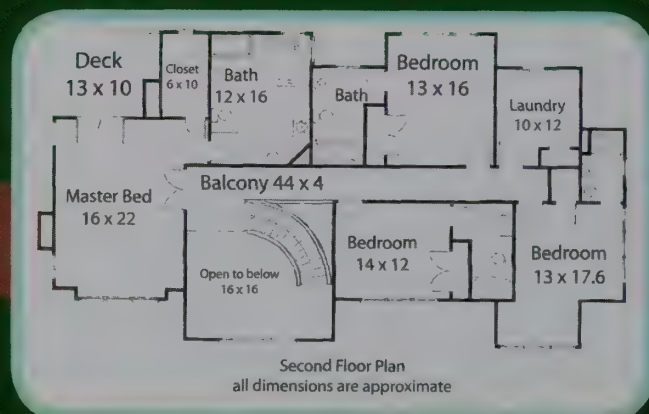 Deck
13 x 10
Closet
6 x 10
Bath
12 x 16
Bath
Bedroom
13 x 16
Laundry
10 x 12
Master Bed
16 x 22
Balcony 44 x 4
Open to below
16 x 16
Bedroom
14 x 12
Bedroom
13 x 17.6
Second Floor Plan
all dimensions are approximate